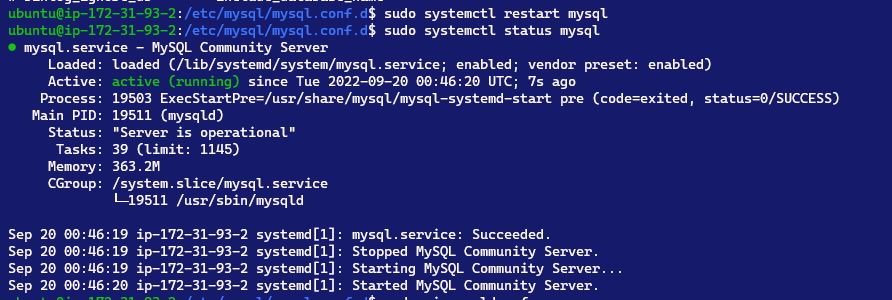 ubuntu@ip-172-31-93-2:/etc/mysql/mysql.conf.d$ sudo systemctl restart mysql
ubuntu@ip-172-31-93-2:/etc/mysql/mysql.conf.d$ sudo systemctl status mysql
● mysql.service - MySQL Community Server
     Loaded: loaded (/lib/systemd/system/mysql.service; enabled; vendor preset: enabled)
     Active: active (running) since Tue 2022-09-20 00:46:20 UTC; 7s ago
    Process: 19503 ExecStartPre=/usr/share/mysql/mysql-systemd-start pre (code=exited, status=0/SUCCESS)
   Main PID: 19511 (mysqld)
     Status: "Server is operational"
      Tasks: 39 (limit: 1145)
     Memory: 363.2M
     CGroup: /system.slice/mysql.service
             └─19511 /usr/sbin/mysqld

Sep 20 00:46:19 ip-172-31-93-2 systemd[1]: mysql.service: Succeeded.
Sep 20 00:46:19 ip-172-31-93-2 systemd[1]: Stopped MySQL Community Server.
Sep 20 00:46:19 ip-172-31-93-2 systemd[1]: Starting MySQL Community Server...
Sep 20 00:46:20 ip-172-31-93-2 systemd[1]: Started MySQL Community Server.